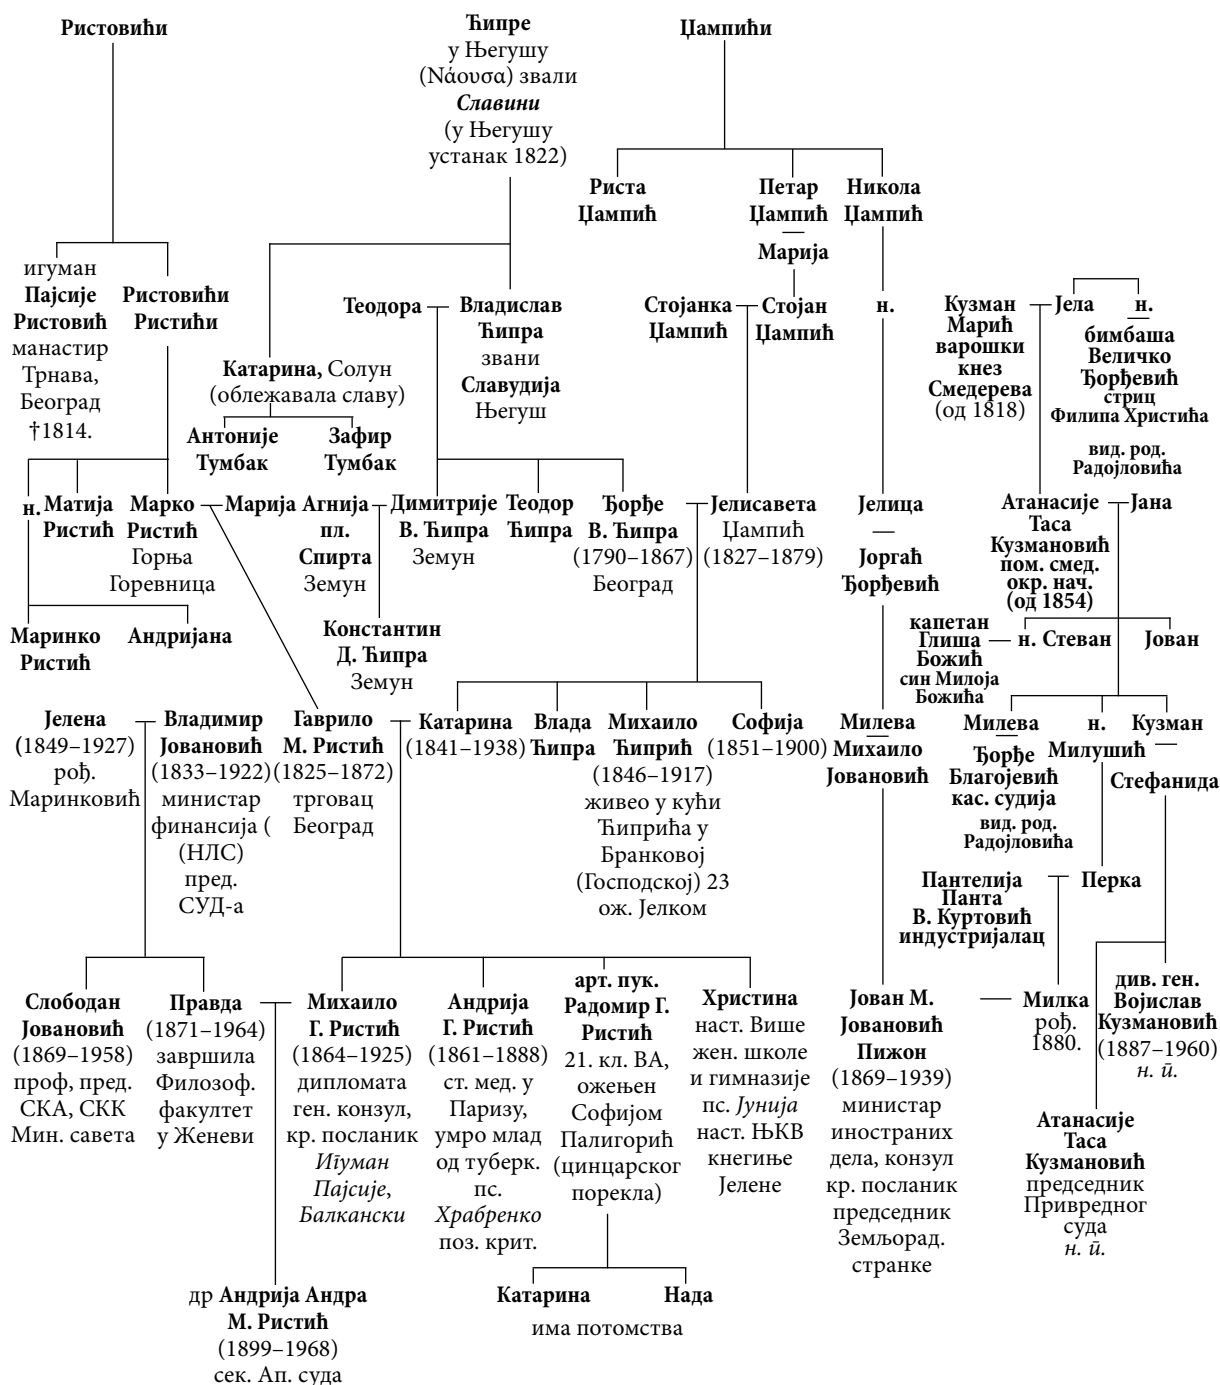 Ристовићи
Ћипре
у Његушу
(Νάουσα) звали
Славини
(у Његушу
устанак 1822)
Џампићи
Риста
Џампић
Петар
Џампић
—
Марија
Никола
Џампић
игуман
Пајсије
Ристовић
манастир
Трнава,
Београд
†1814.
Ристовићи
Ристићи
Катарина, Солун
(облежавала славу)
Антоније
Тумбак
Зафир
Тумбак
Теодора
Владислав
Ћипра
звани
Славудија
Његуш
Стојанка
Џампић
Стојан
Џампић
н.
Кузман
Марић
варошки
кнез
Смедерева
(од 1818)
Јела
н.
—
бимбаша
Величко
Ђорђевић
стриц
Филипа Христића
вид. род.
Радојловића
н.
Матија
Ристић
Марко
Ристић
Горња
Горевница
Марија
Агнија
пл.
Спирта
Земун
Димитрије
В. Ћипра
Земун
Теодор
Ћипра
Ђорђе
В. Ћипра
(1790–1867)
Београд
Јелисавета
Џампић
(1827–1879)
Јелица
—
Јоргаћ
Ђорђевић
Атанасије
Таса
Кузмановић
пом. смед.
окр. нач.
(од 1854)
Јана
Маринко
Ристић
Андријана
Константин
Д. Ћипра
Земун
капетан
Глиша
Божић
син Милоја
Божића
н. Стеван
Јован
Јелена
(1849–1927)
рођ.
Маринковић
Владимир
Јовановић
(1833–1922)
министар
финансија (
(НЛС)
пред.
СУД-а
Гаврило
М. Ристић
(1825–1872)
трговац
Београд
Катарина
(1841–1938)
Влада
Ћипра
Михаило
Ћипрић
(1846–1917)
живео у кући
Ћипрића у
Бранковој
(Господској) 23
ож. Јелком
Софија
(1851–1900)
Милева
—
Михаило
Јовановић
Милева
—
Ђорђе
Благојевић
кас. судија
вид. род.
Радојловића
н.
Милушић
Кузман
—
Стефанида
Пантелија
Панта
В. Куртовић
индустријалац
Перка
Слободан
Јовановић
(1869–1958)
проф, пред.
СКА, СКК
Мин. савета
Правда
(1871–1964)
завршила
Филозоф.
факултет
у Женеви
Михаило
Г. Ристић
(1864–1925)
дипломата
ген. конзул,
кр. посланик
Игуман
Пајсије,
Балкански
Андрија
Г. Ристић
(1861–1888)
ст. мед. у
Паризу,
умро млад
од туберк.
пс.
Храбренко
поз. крит.
арт. пук.
Радомир Г.
Ристић
21. кл. ВА,
ожењен
Софијом
Палигорић
(цинцарског
порекла)
Христина
наст. Више
жен. школе
и гимназије
пс. Јунија
наст. ЊКВ
кнегиње
Јелене
Јован М.
Јовановић
Пижон
(1869–1939)
министар
иностраних
дела, конзул
кр. посланик
председник
Земљорад.
странке
Милка
рођ.
1880.
див. ген.
Војислав
Кузмановић
(1887–1960)
н. п.
Атанасије
Таса
Кузмановић
председник
Привредног
суда
н. п.
др Андрија Андра
М. Ристић
(1899–1968)
сек. Ап. суда
Катарина
Нада
има потомства